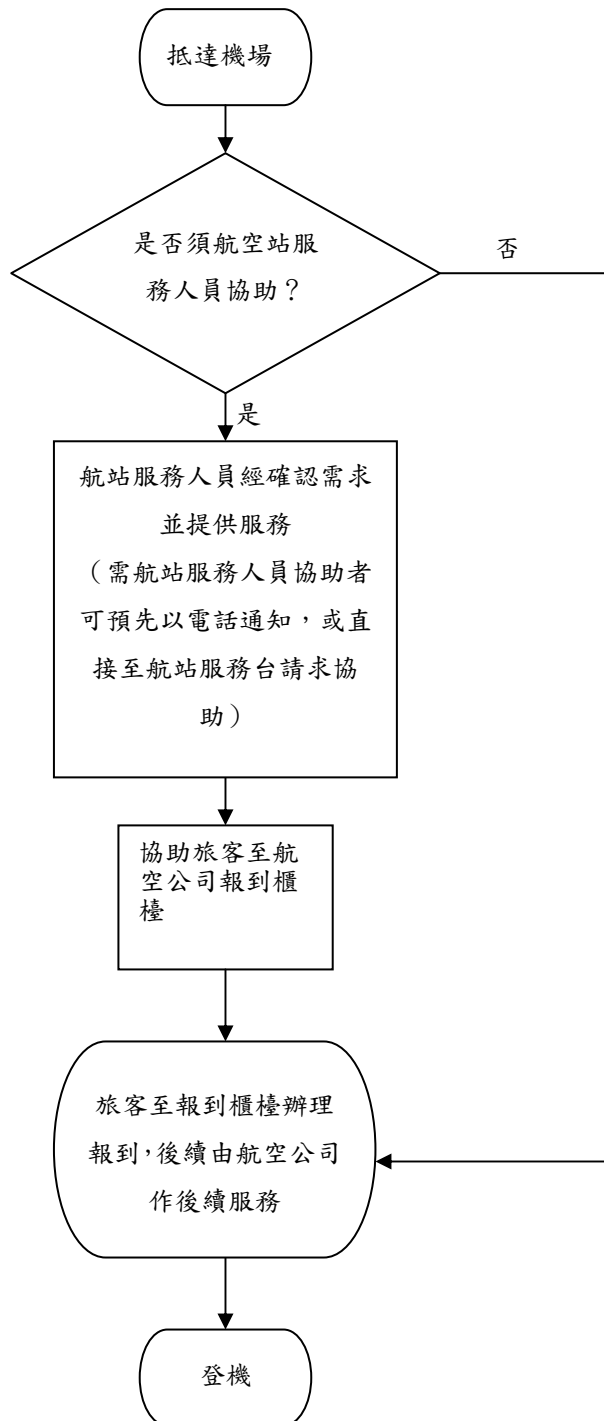 抵達機場
是否須航空站服
務人員協助？
否
是
航站服務人員經確認需求
並提供服務
（需航站服務人員協助者
可預先以電話通知，或直
接至航站服務台請求協
助）
協助旅客至航
空公司報到櫃
檯
旅客至報到櫃檯辦理
報到，後續由航空公司
作後續服務
登機